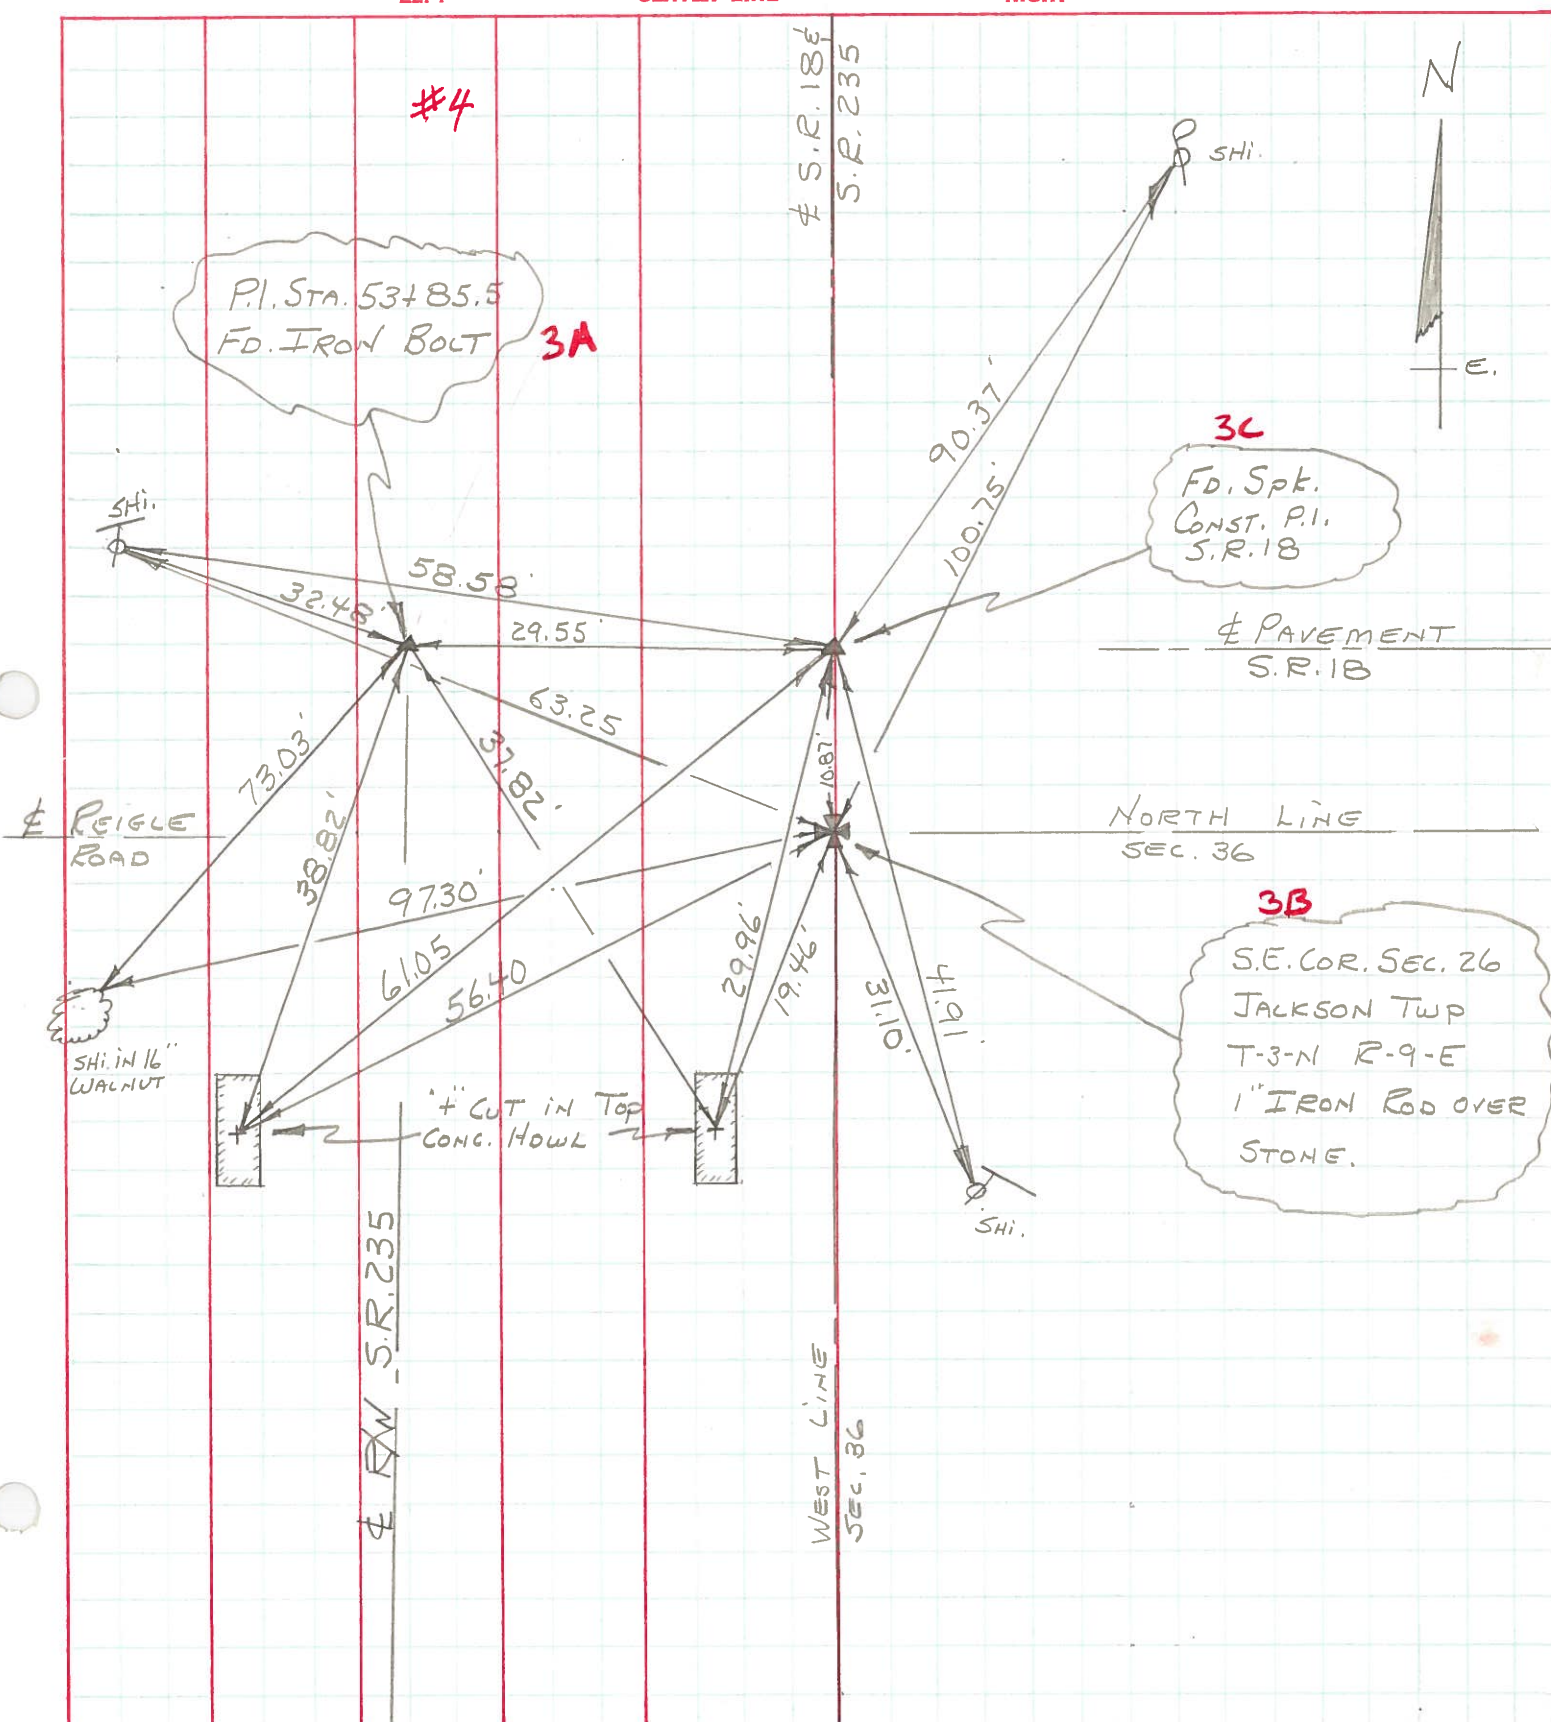 #4
℄ S.R. 18 &
S.R. 235
N
E.
SHi.
P.I. STA. 53+85.5
FD. IRON BOLT
3A
3C
FD. Spk.
CONST. P.I.
S.R. 18
90.37'
100.75'
SHi.
58.58'
32.48'
29.55'
℄ PAVEMENT
S.R. 18
63.25
73.03'
37.82'
10.87'
℄ REIGLE
ROAD
38.82'
NORTH LINE
SEC. 36
97.30'
61.05
56.40
29.96'
19.46'
31.10'
41.91'
3B
S.E. COR. SEC. 26
JACKSON TWP
T-3-N R-9-E
1" IRON ROD OVER
STONE.
SHi. IN 16"
WALNUT
"+" CUT IN TOP
CONC. HDWL
SHi.
℄ R/W S.R. 235
WEST LINE
SEC. 36